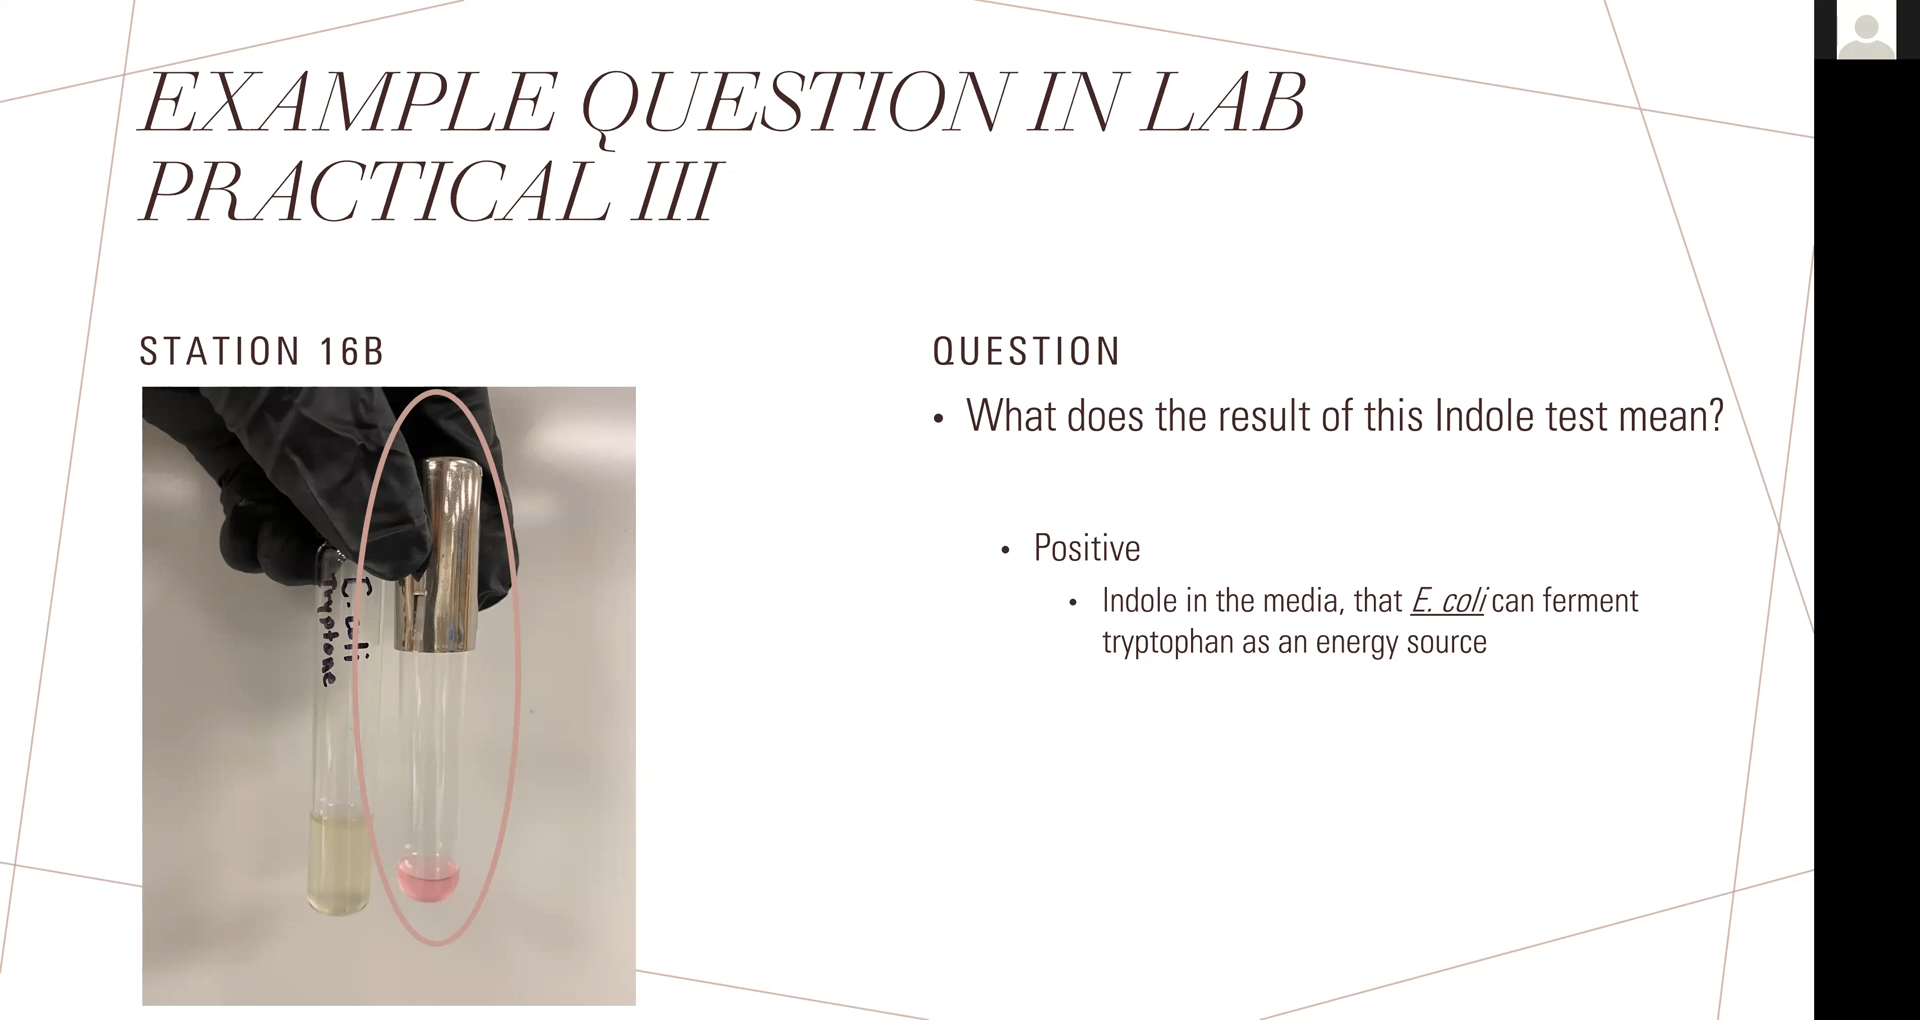 EXAMPLE QUESTION IN LAB
PRACTICAL III
STATION 16B
E. coli
Tryptone
QUESTION
• What does the result of this Indole test mean?
• Positive
• Indole in the media, that E. coli can ferment
tryptophan as an energy source